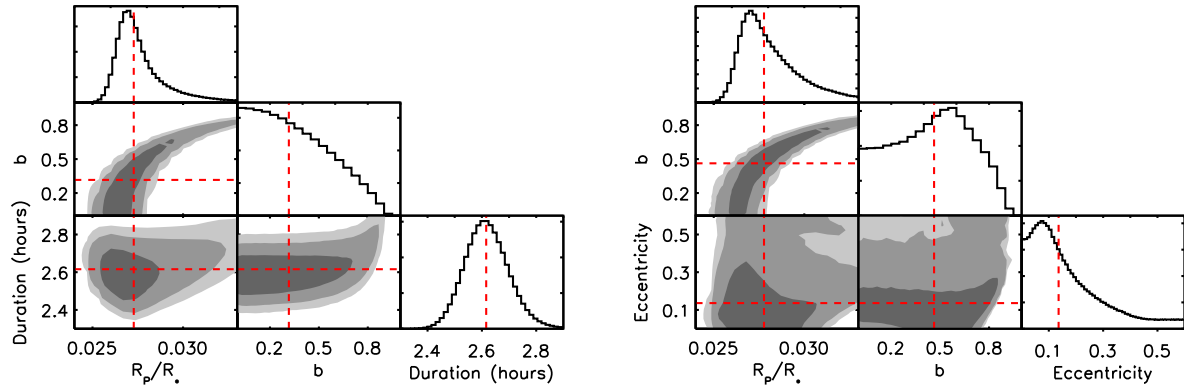 0.8
0.5
0.2
b
0.8
0.5
0.2
b
2.8
2.6
2.4
Duration (hours)
0.5
0.3
0.1
Eccentricity
0.025 0.030
0.2 0.5 0.8
2.4 2.6 2.8
0.025 0.030
0.2 0.5 0.8
0.1 0.3 0.5
R_P/R_⋆ b Duration (hours)
R_P/R_⋆ b Eccentricity